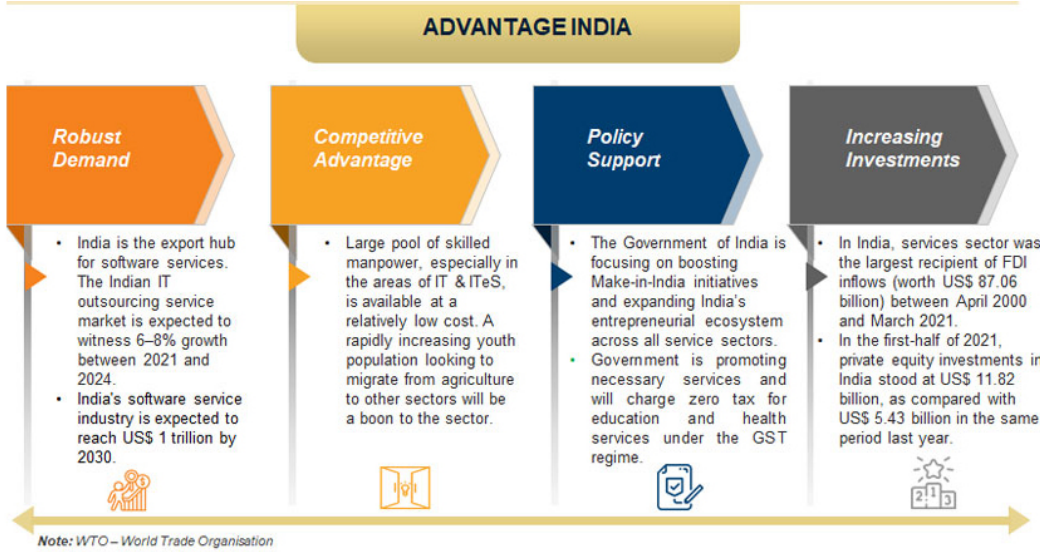 ADVANTAGE INDIA
Robust
Demand
• India is the export hub
for software services.
The Indian IT
outsourcing service
market is expected to
witness 6–8% growth
between 2021 and
2024.
• India's software service
industry is expected to
reach US$ 1 trillion by
2030.
Competitive
Advantage
• Large pool of skilled
manpower, especially in
the areas of IT & ITeS,
is available at a
relatively low cost. A
rapidly increasing youth
population looking to
migrate from agriculture
to other sectors will be
a boon to the sector.
Policy
Support
• The Government of India is
focusing on boosting
Make-in-India initiatives
and expanding India's
entrepreneurial ecosystem
across all service sectors.
• Government is promoting
necessary services and
will charge zero tax for
education and health
services under the GST
regime.
Increasing
Investments
• In India, services sector was
the largest recipient of FDI
inflows (worth US$ 87.06
billion) between April 2000
and March 2021.
• In the first-half of 2021,
private equity investments in
India stood at US$ 11.82
billion, as compared with
US$ 5.43 billion in the same
period last year.
2 1 3
Note: WTO – World Trade Organisation